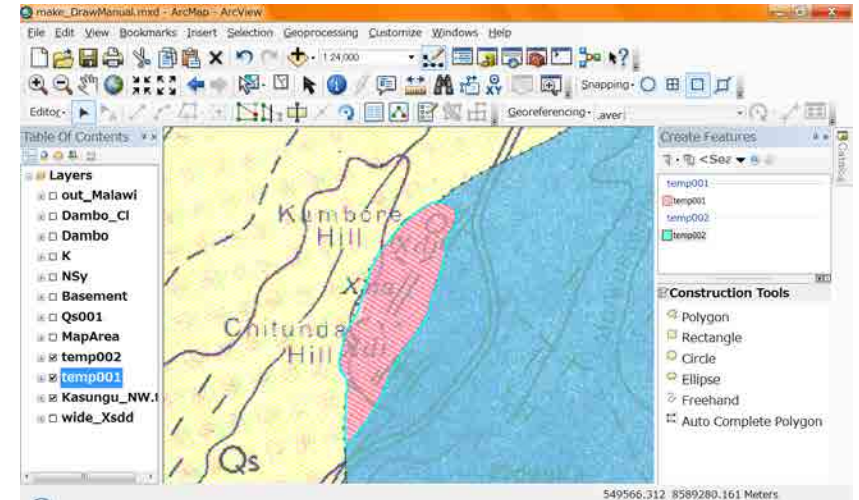 make_DrawManual.mxd - ArcMap - ArcView
File Edit View Bookmarks Insert Selection Geoprocessing Customize Windows Help
1:24,000
Snapping
Editor Georeferencing
Table Of Contents
Create Features
Layers
out_Malawi
Dambo_Cl
Dambo
K
NSy
Basement
Qs001
MapArea
temp002
temp001
Kasungu_NW.t
wide_Xsdd
Kumbore
Hill
Chitunda
Hill
Qs
temp001
temp001
temp002
temp002
Construction Tools
Polygon
Rectangle
Circle
Ellipse
Freehand
Auto Complete Polygon
549566.312 8589280.161 Meters